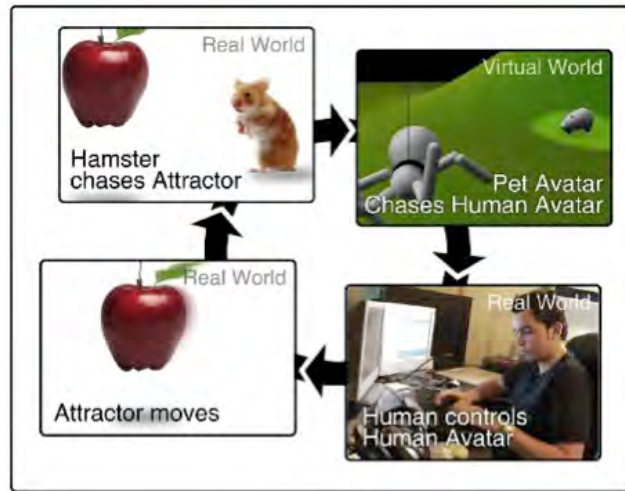 Real World
Hamster
chases Attractor
Virtual World
Pet Avatar
Chases Human Avatar
Real World
Human controls
Human Avatar
Real World
Attractor moves